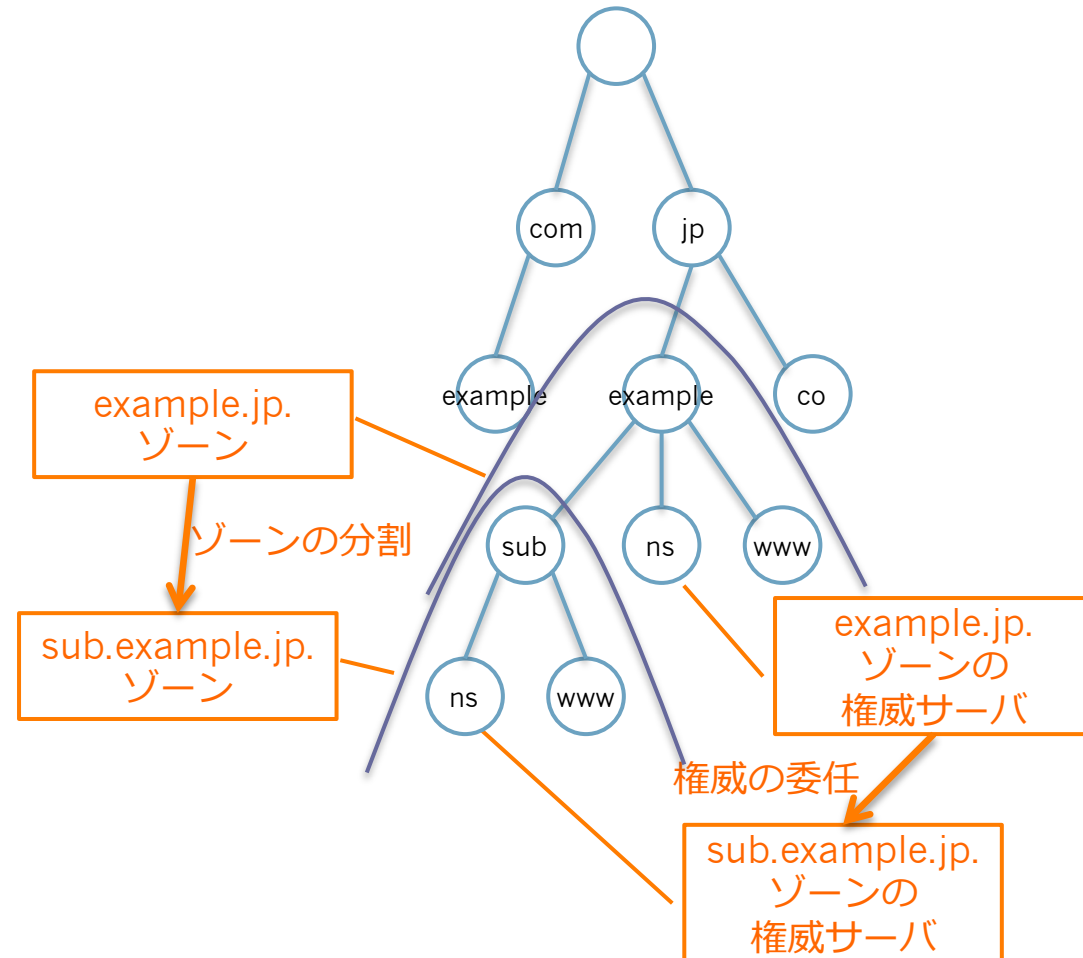 com
jp
example
example
co
example.jp.
ゾーン
ゾーンの分割
sub
ns
www
sub.example.jp.
ゾーン
example.jp.
ゾーンの
権威サーバ
ns
www
権威の委任
sub.example.jp.
ゾーンの
権威サーバ